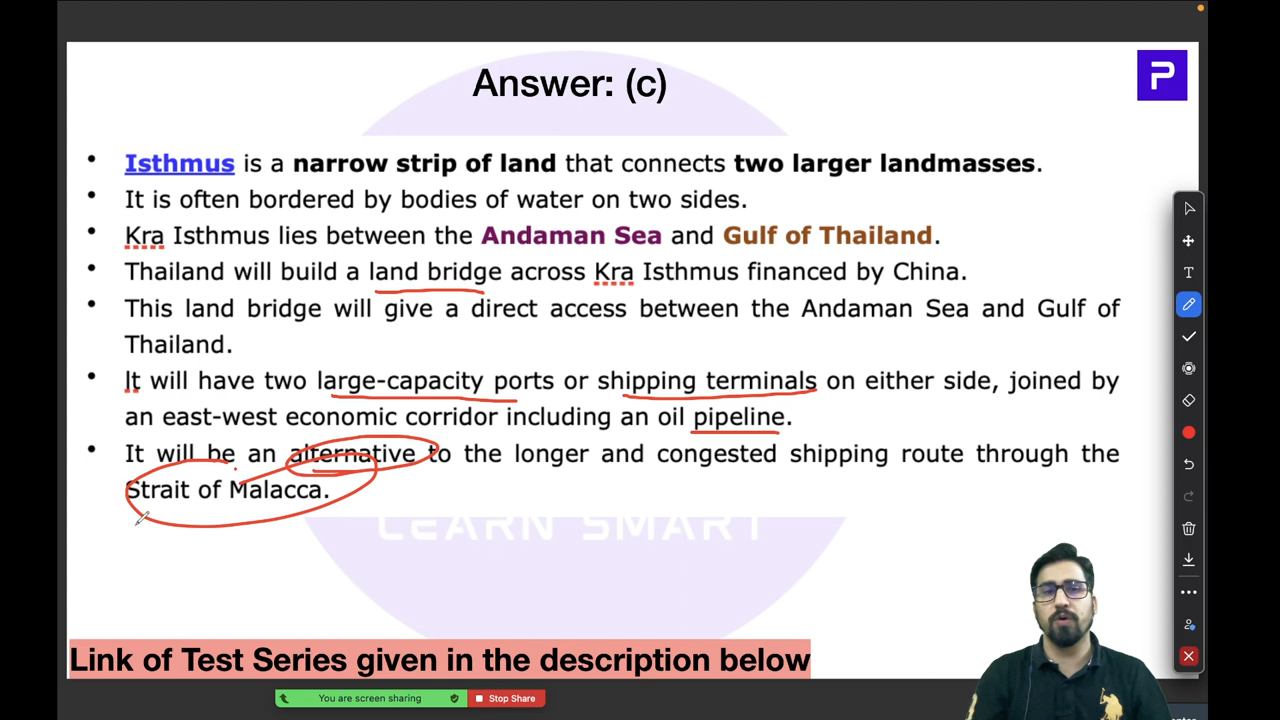 Answer: (c)
P
• Isthmus is a narrow strip of land that connects two larger landmasses.
• It is often bordered by bodies of water on two sides.
• Kra Isthmus lies between the Andaman Sea and Gulf of Thailand.
• Thailand will build a land bridge across Kra Isthmus financed by China.
• This land bridge will give a direct access between the Andaman Sea and Gulf of
Thailand.
• It will have two large-capacity ports or shipping terminals on either side, joined by
an east-west economic corridor including an oil pipeline.
• It will be an alternative to the longer and congested shipping route through the
Strait of Malacca.
LEARN SMART
Link of Test Series given in the description below
You are screen sharing
Stop Share
T